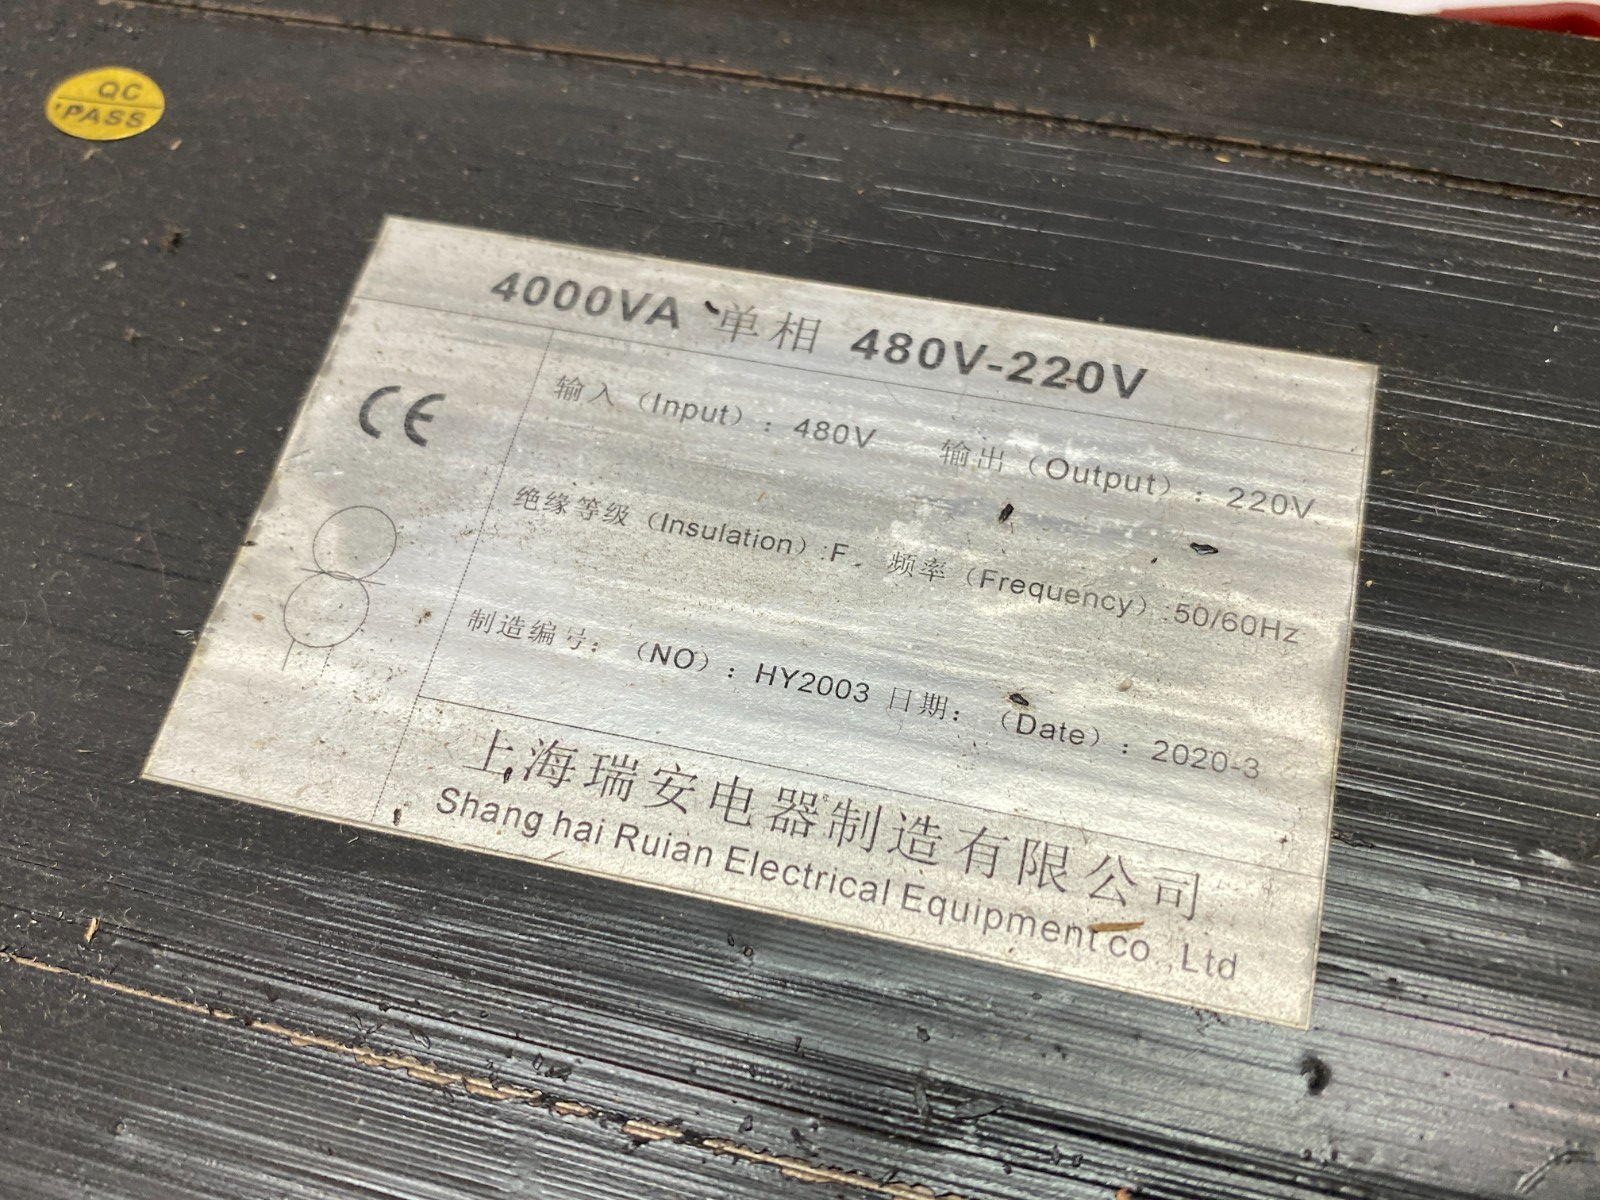 QC
PASS
4000VA 单相 480V-220V
CE
输入（Input）: 480V 输出（Output）: 220V
绝缘等级（Insulation）:F 频率（Frequency）:50/60Hz
制造编号：（NO）: HY2003 日期：（Date）: 2020-3
上海瑞安电器制造有限公司
Shang hai Ruian Electrical Equipment co.,Ltd